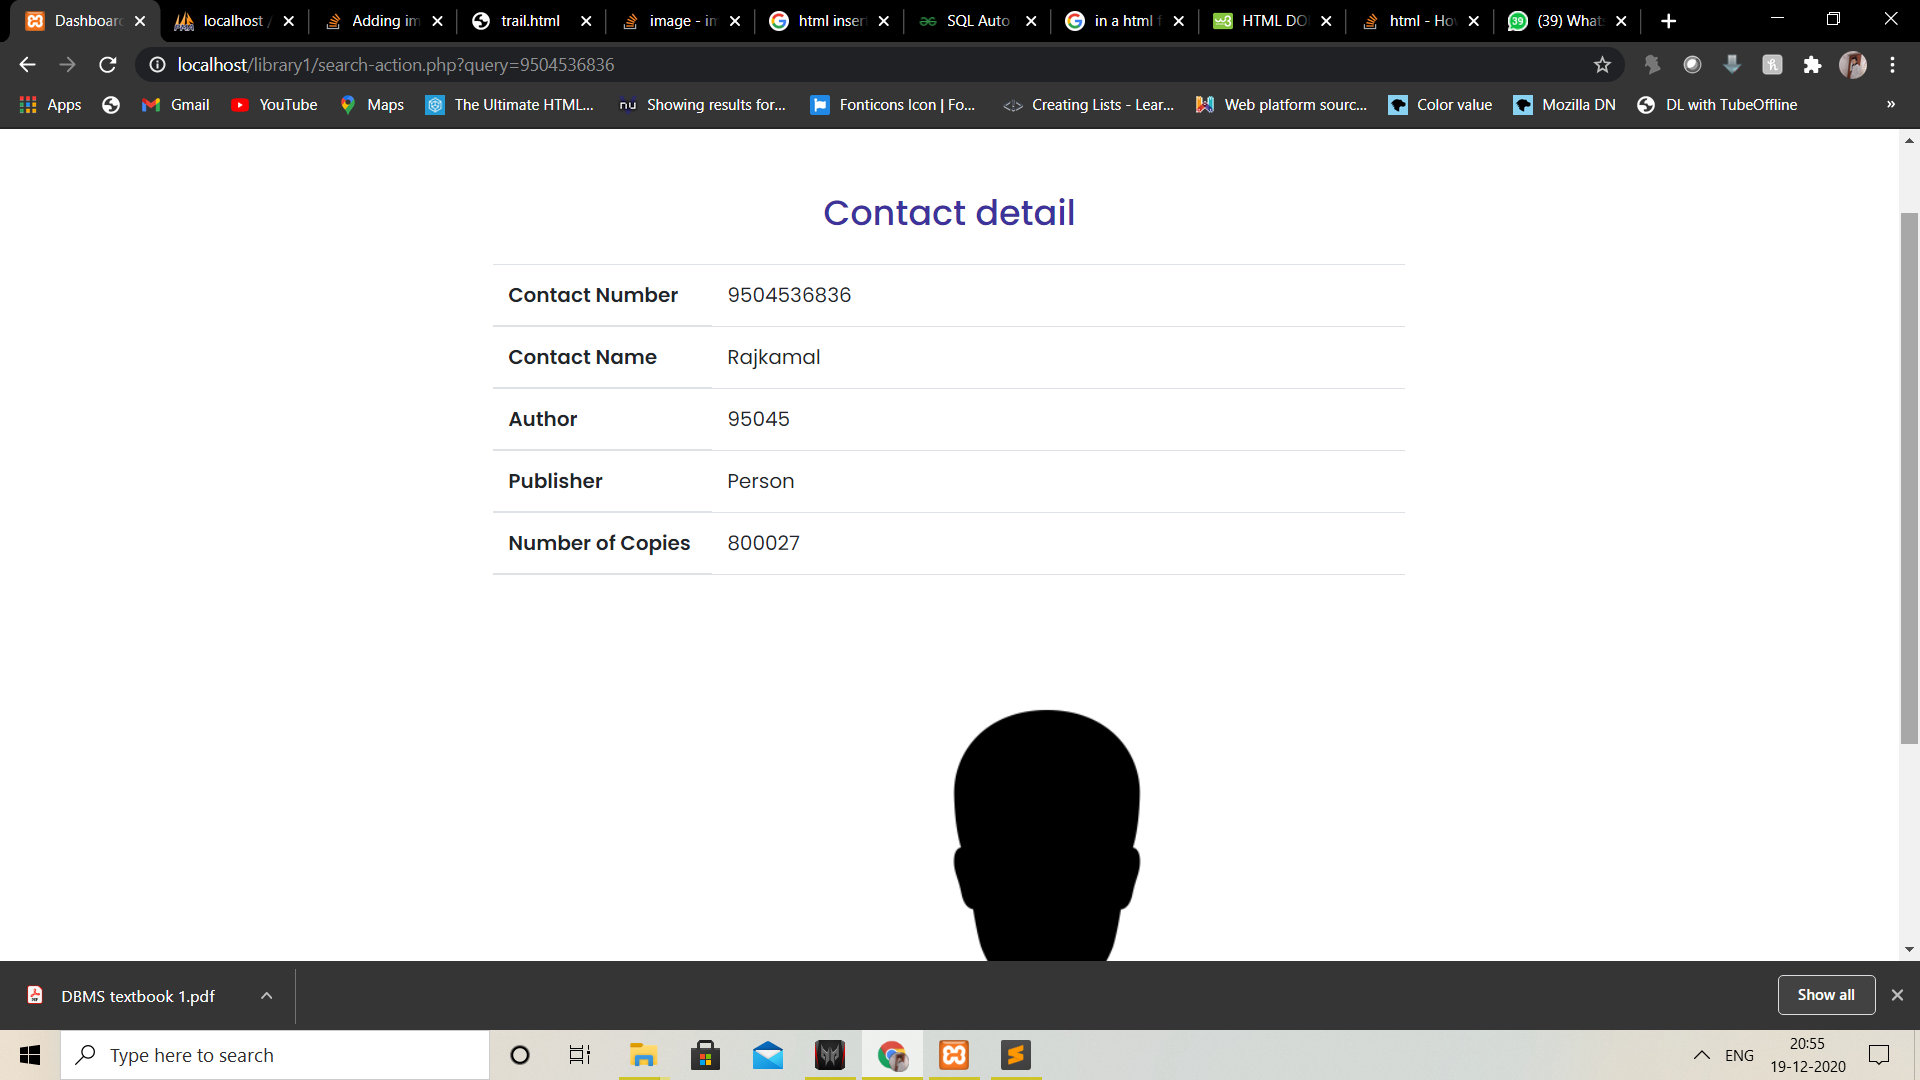 Dashboard localhost / Adding im trail.html image - im html inser SQL Auto in a html f HTML DO html - Ho (39) What
localhost/library1/search-action.php?query=9504536836
Apps Gmail YouTube Maps The Ultimate HTML... nu Showing results for... Fonticons Icon | Fo... Creating Lists - Lear... Web platform sourc... Color value Mozilla DN DL with TubeOffline »
Contact detail
Contact Number 9504536836
Contact Name Rajkamal
Author 95045
Publisher Person
Number of Copies 800027
DBMS textbook 1.pdf Show all
Type here to search ENG 20:55
19-12-2020